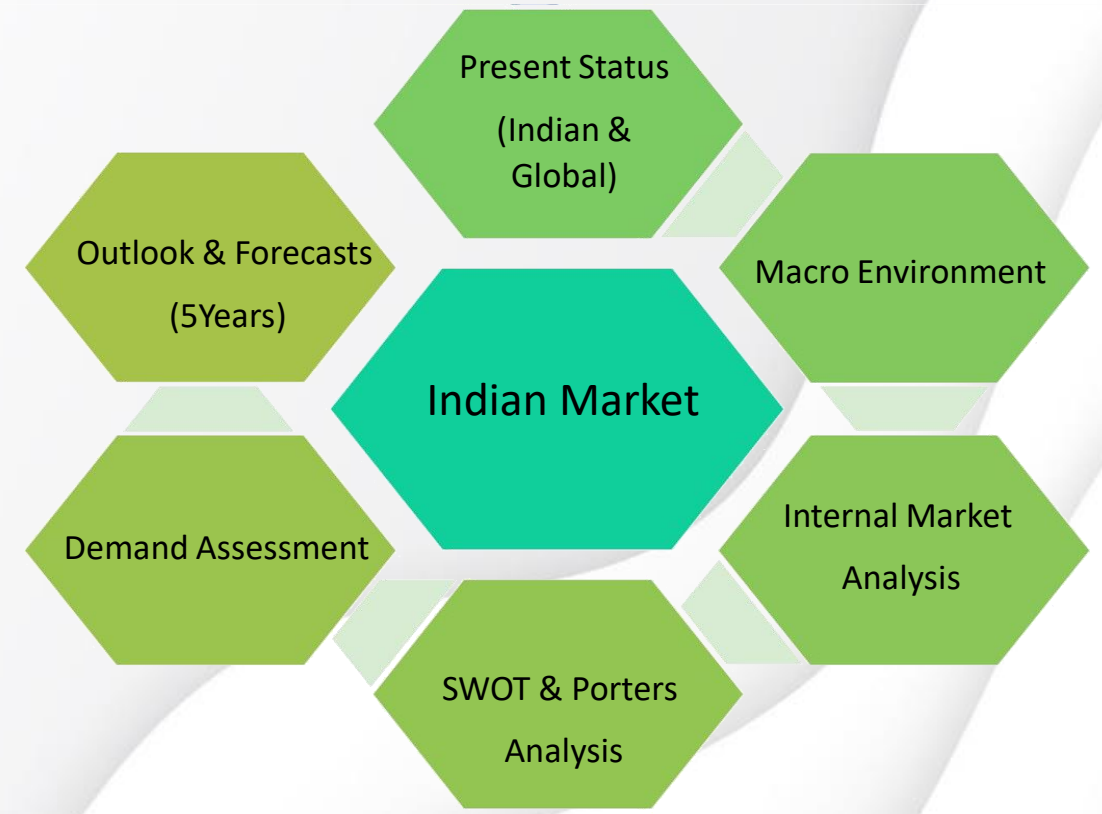 Present Status
(Indian &
Global)
Macro Environment
Internal Market
Analysis
SWOT & Porters
Analysis
Demand Assessment
Outlook & Forecasts
(5Years)
Indian Market